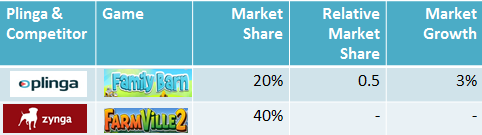 Plinga & Competitor
Game
Market Share
Relative Market Share
Market Growth
plinga
Family Barn
20%
0.5
3%
zynga
FARMVILLE2
40%
-
-